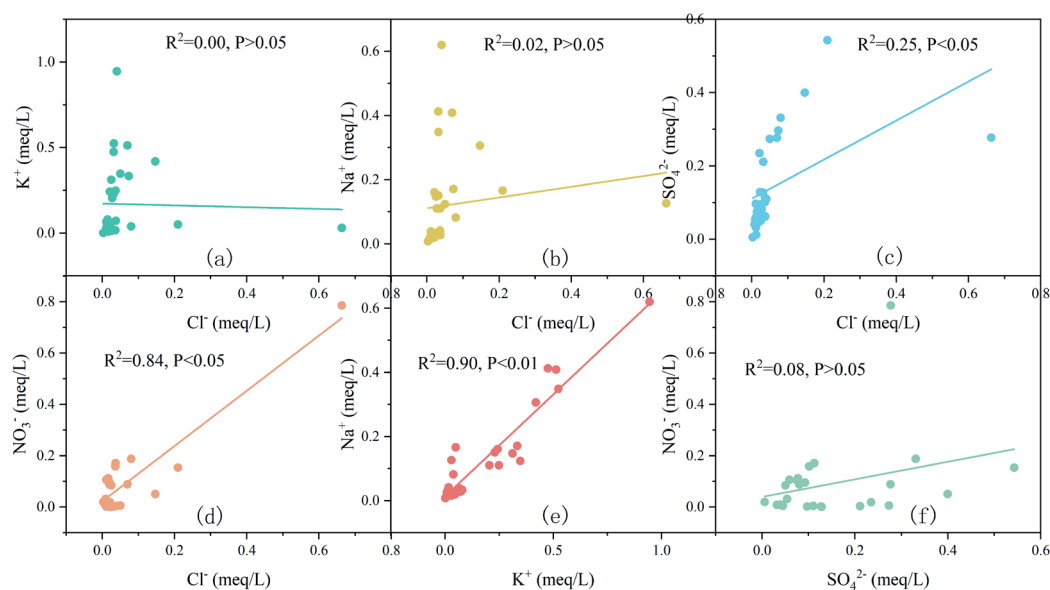 R²=0.00, P>0.05
K⁺ (meq/L)
1.0
0.5
0.0
(a)
0.0 0.2 0.4 0.6 0.8
Cl⁻ (meq/L)
R²=0.02, P>0.05
Na⁺ (meq/L)
0.6
0.4
0.2
0.0
(b)
0.0 0.2 0.4 0.6 0.8
Cl⁻ (meq/L)
R²=0.25, P<0.05
SO₄²⁻ (meq/L)
0.6
0.4
0.2
0.0
(c)
0.0 0.2 0.4 0.6 0.8
Cl⁻ (meq/L)
R²=0.84, P<0.05
NO₃⁻ (meq/L)
0.8
0.6
0.4
0.2
0.0
(d)
0.0 0.2 0.4 0.6 0.8
Cl⁻ (meq/L)
R²=0.90, P<0.01
Na⁺ (meq/L)
0.6
0.4
0.2
0.0
(e)
0.0 0.5 1.0
K⁺ (meq/L)
R²=0.08, P>0.05
NO₃⁻ (meq/L)
0.8
0.6
0.4
0.2
0.0
(f)
0.0 0.2 0.4 0.6
SO₄²⁻ (meq/L)